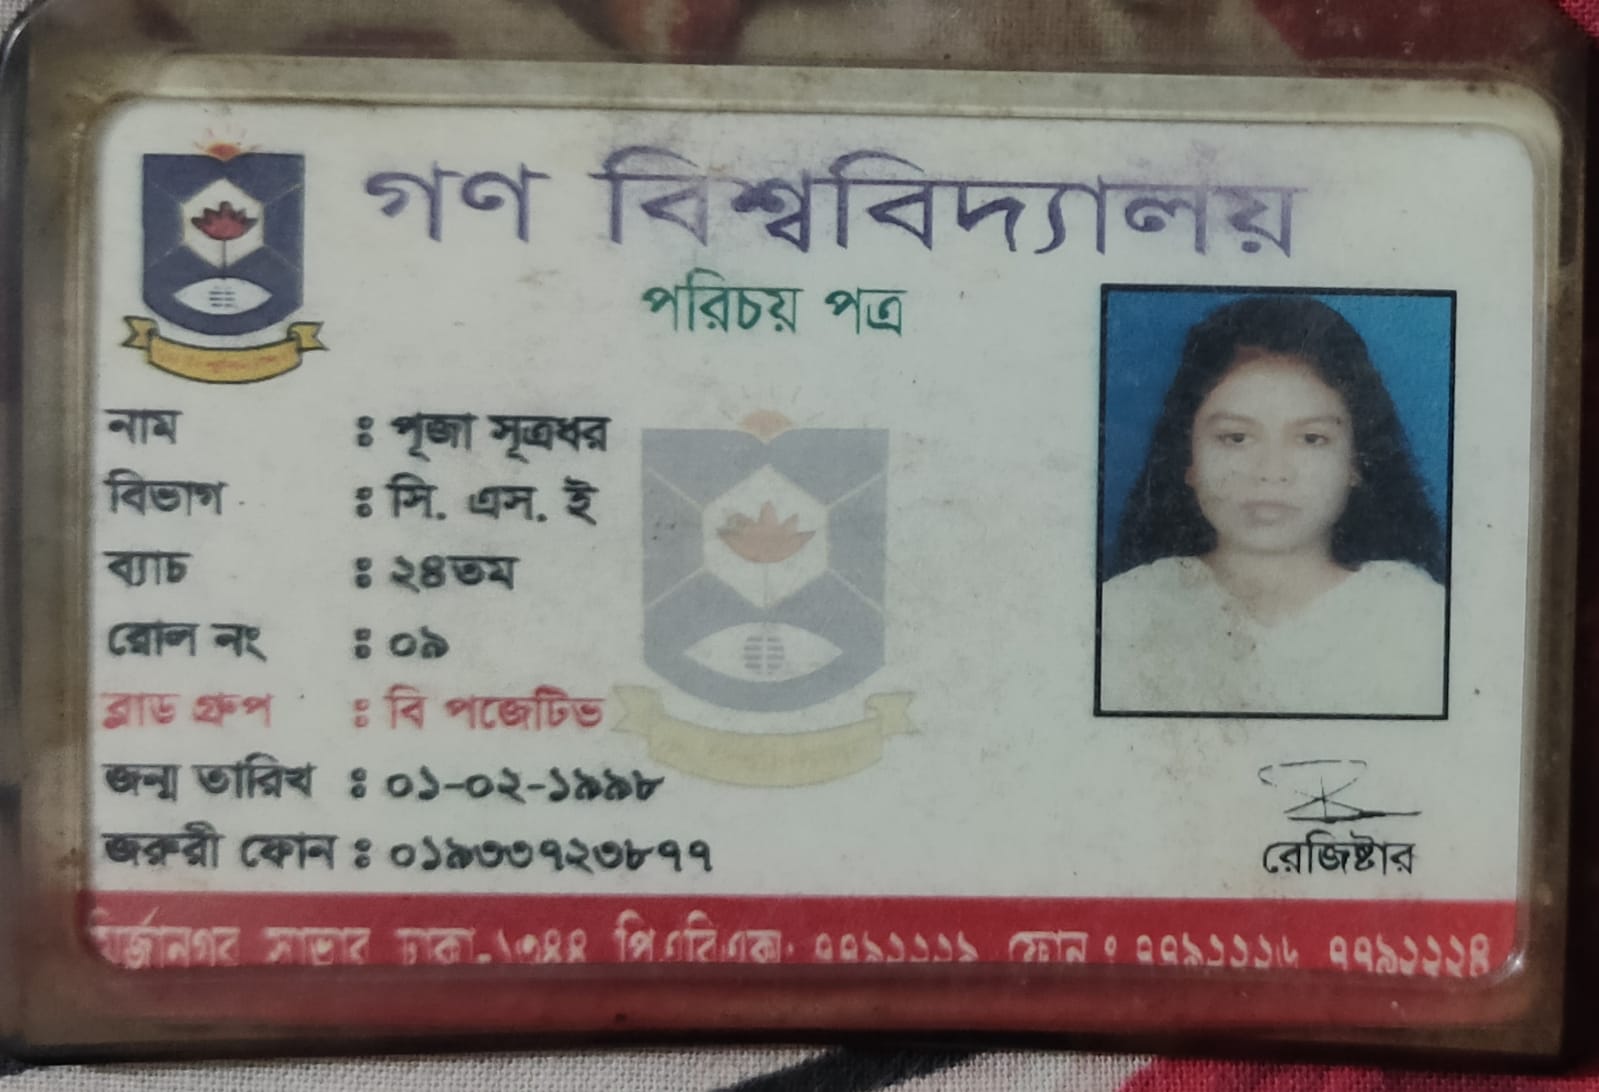 গণ বিশ্ববিদ্যালয়
পরিচয় পত্র
নাম : পূজা সূত্রধর
বিভাগ : সি. এস. ই
ব্যাচ : ২৪তম
রোল নং : ০৯
ব্লাড গ্রুপ : বি পজেটিভ
জন্ম তারিখ : ০১-০২-১৯৯৮
জরুরী ফোন : ০১৯৩৩৭২৩৮৭৭
রেজিষ্টার
মির্জানগর সাভার ঢাকা-১৩৪৪ পিএবিএক্স: ৭৭৯১১১৯ ফোন : ৭৭৯১১১৬ ৭৭৯১২২৪